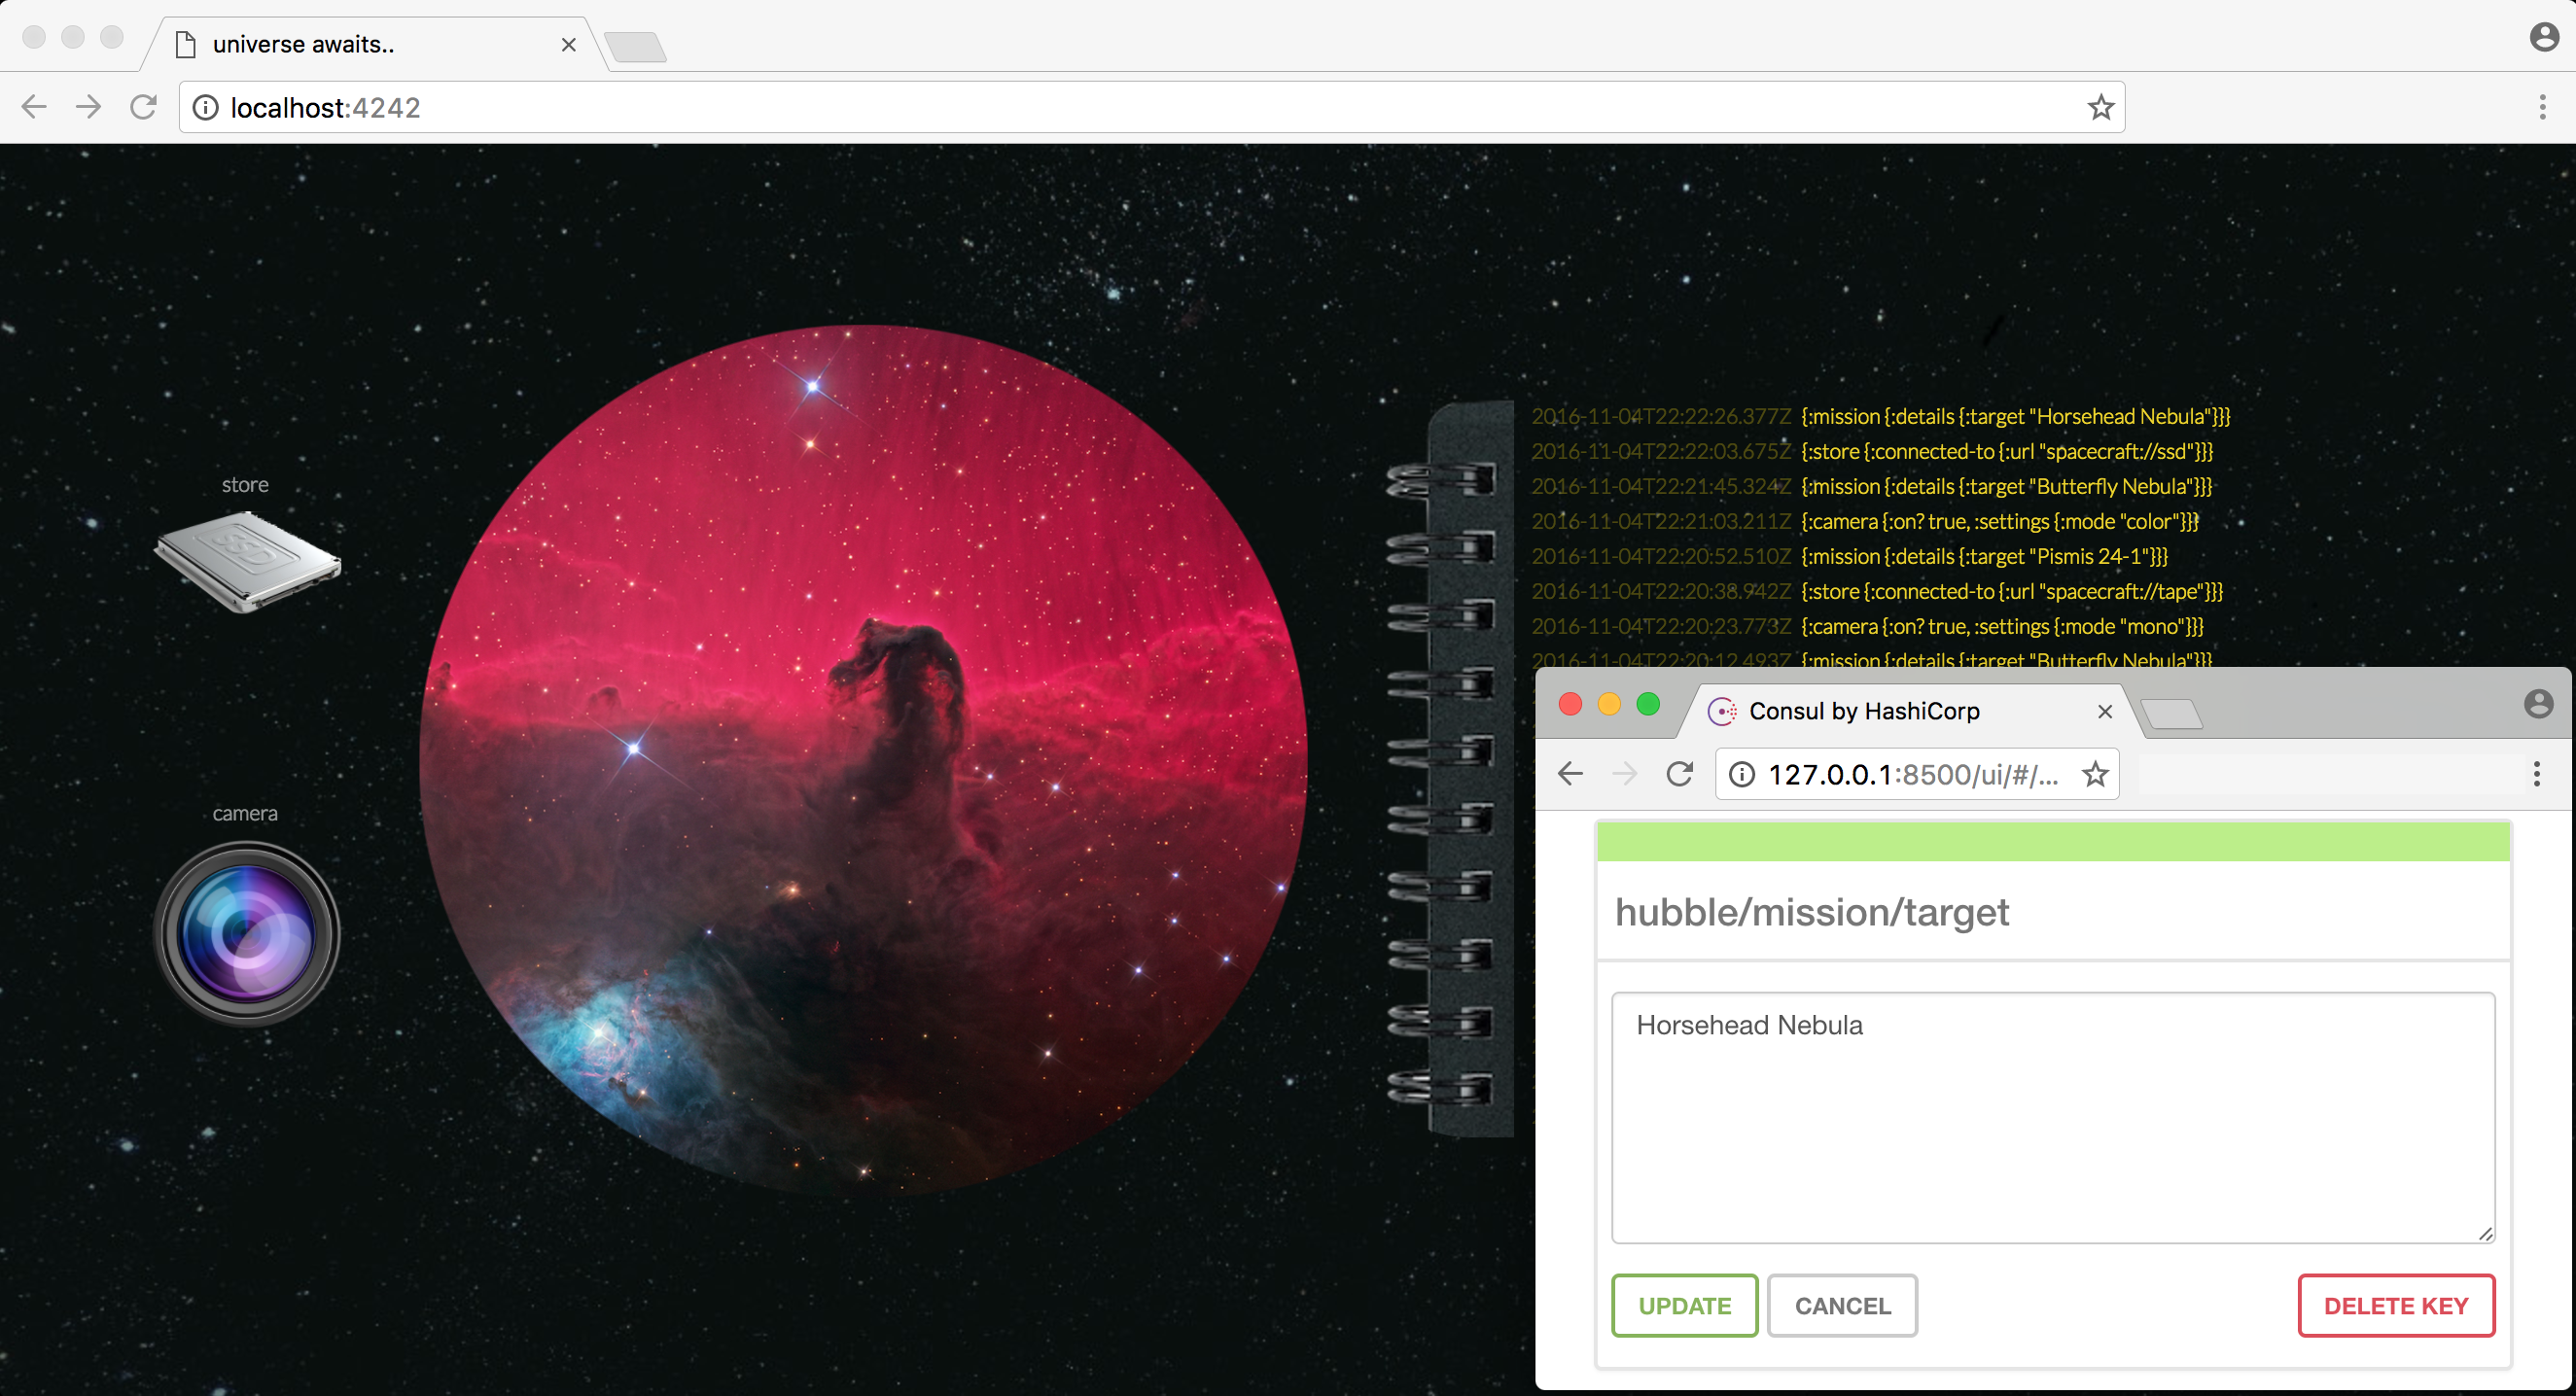 universe awaits..
localhost:4242
store
SSD
camera
2016-11-04T22:22:26.377Z {:mission {:details {:target "Horsehead Nebula"}}}
2016-11-04T22:22:03.675Z {:store {:connected-to {:url "spacecraft://ssd"}}}
2016-11-04T22:21:45.324Z {:mission {:details {:target "Butterfly Nebula"}}}
2016-11-04T22:21:03.211Z {:camera {:on? true, :settings {:mode "color"}}}
2016-11-04T22:20:52.510Z {:mission {:details {:target "Pismis 24-1"}}}
2016-11-04T22:20:38.942Z {:store {:connected-to {:url "spacecraft://tape"}}}
2016-11-04T22:20:23.773Z {:camera {:on? true, :settings {:mode "mono"}}}
2016-11-04T22:20:12.493Z {:mission {:details {:target "Butterfly Nebula"}}}
Consul by HashiCorp
127.0.0.1:8500/ui/#/...
hubble/mission/target
Horsehead Nebula
UPDATE
CANCEL
DELETE KEY